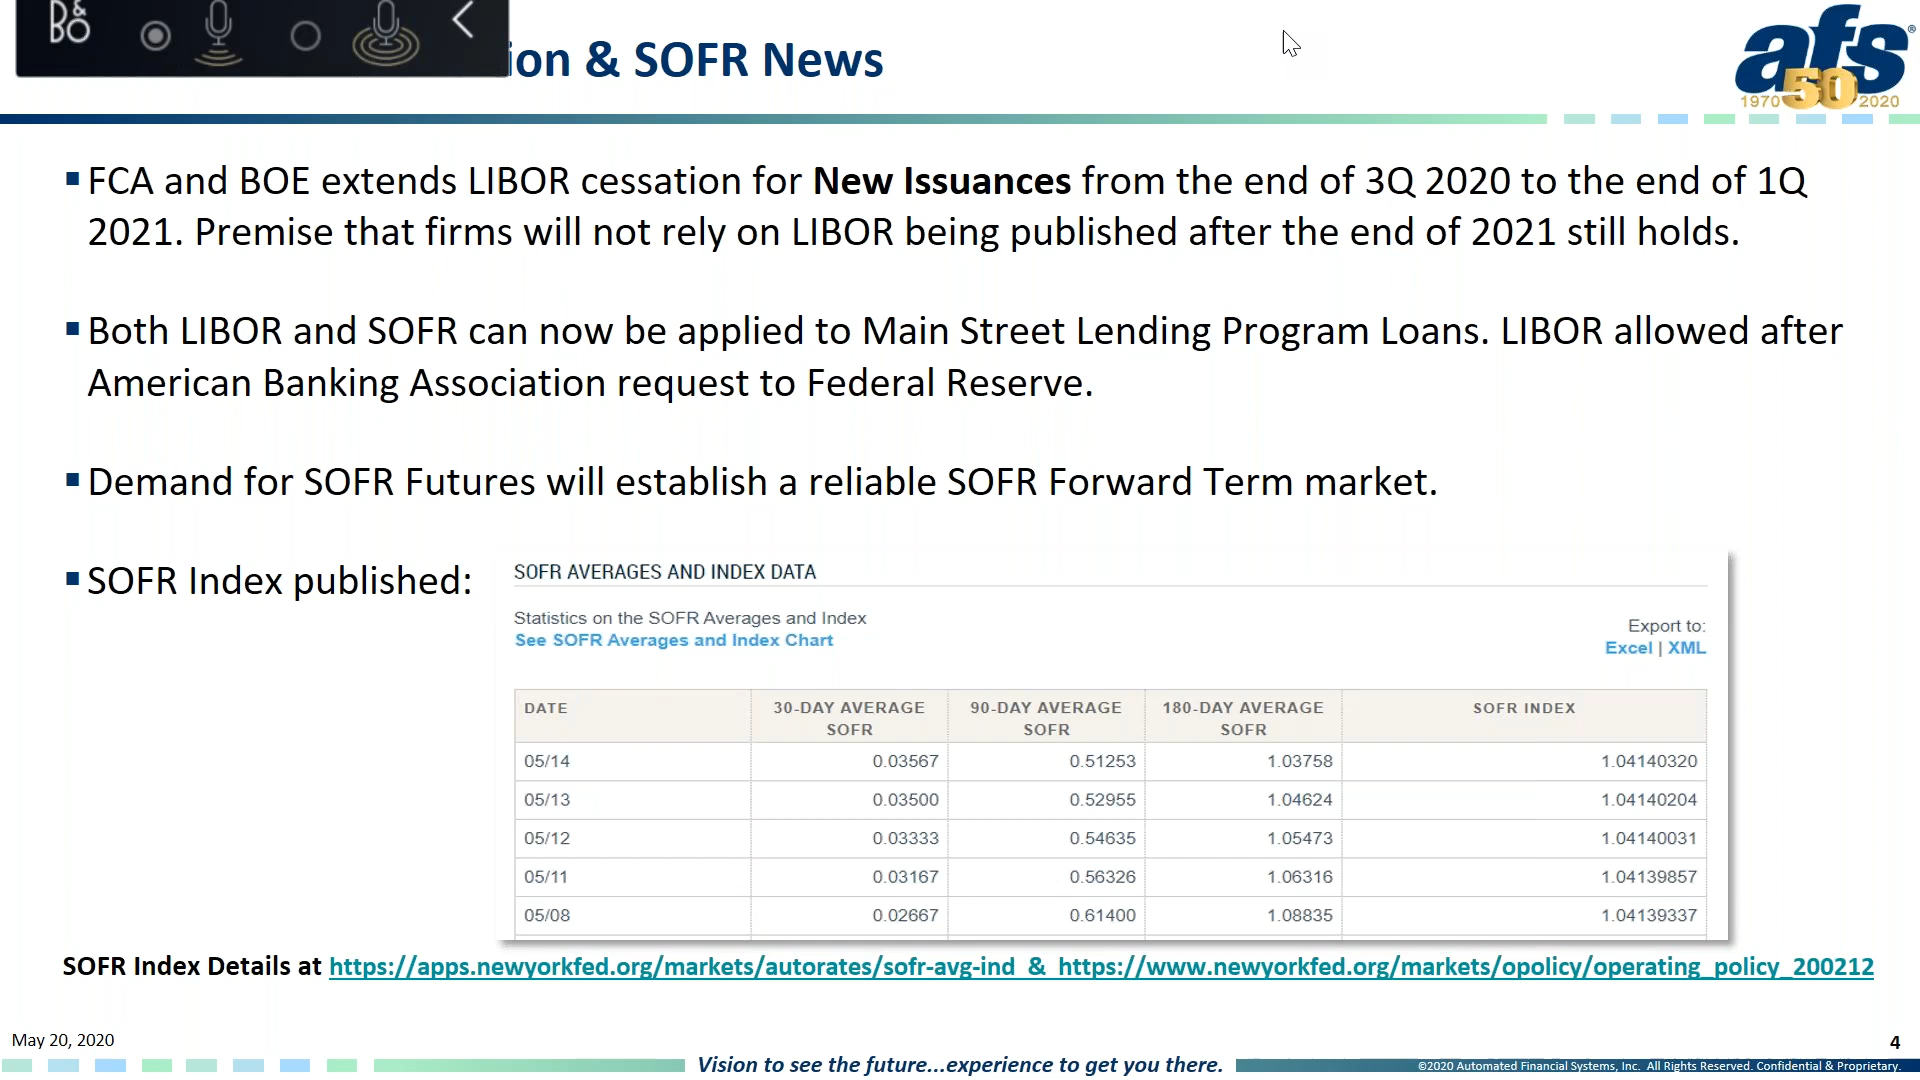 B&O
ion & SOFR News
afs®
50
1970 2020
▪ FCA and BOE extends LIBOR cessation for New Issuances from the end of 3Q 2020 to the end of 1Q
2021. Premise that firms will not rely on LIBOR being published after the end of 2021 still holds.
▪ Both LIBOR and SOFR can now be applied to Main Street Lending Program Loans. LIBOR allowed after
American Banking Association request to Federal Reserve.
▪ Demand for SOFR Futures will establish a reliable SOFR Forward Term market.
▪ SOFR Index published:
SOFR AVERAGES AND INDEX DATA
Statistics on the SOFR Averages and Index
See SOFR Averages and Index Chart
Export to:
Excel | XML
DATE 30-DAY AVERAGE SOFR 90-DAY AVERAGE SOFR 180-DAY AVERAGE SOFR SOFR INDEX
05/14 0.03567 0.51253 1.03758 1.04140320
05/13 0.03500 0.52955 1.04624 1.04140204
05/12 0.03333 0.54635 1.05473 1.04140031
05/11 0.03167 0.56326 1.06316 1.04139857
05/08 0.02667 0.61400 1.08835 1.04139337
SOFR Index Details at https://apps.newyorkfed.org/markets/autorates/sofr-avg-ind & https://www.newyorkfed.org/markets/opolicy/operating_policy_200212
May 20, 2020
4
Vision to see the future...experience to get you there.
©2020 Automated Financial Systems, Inc. All Rights Reserved. Confidential & Proprietary.